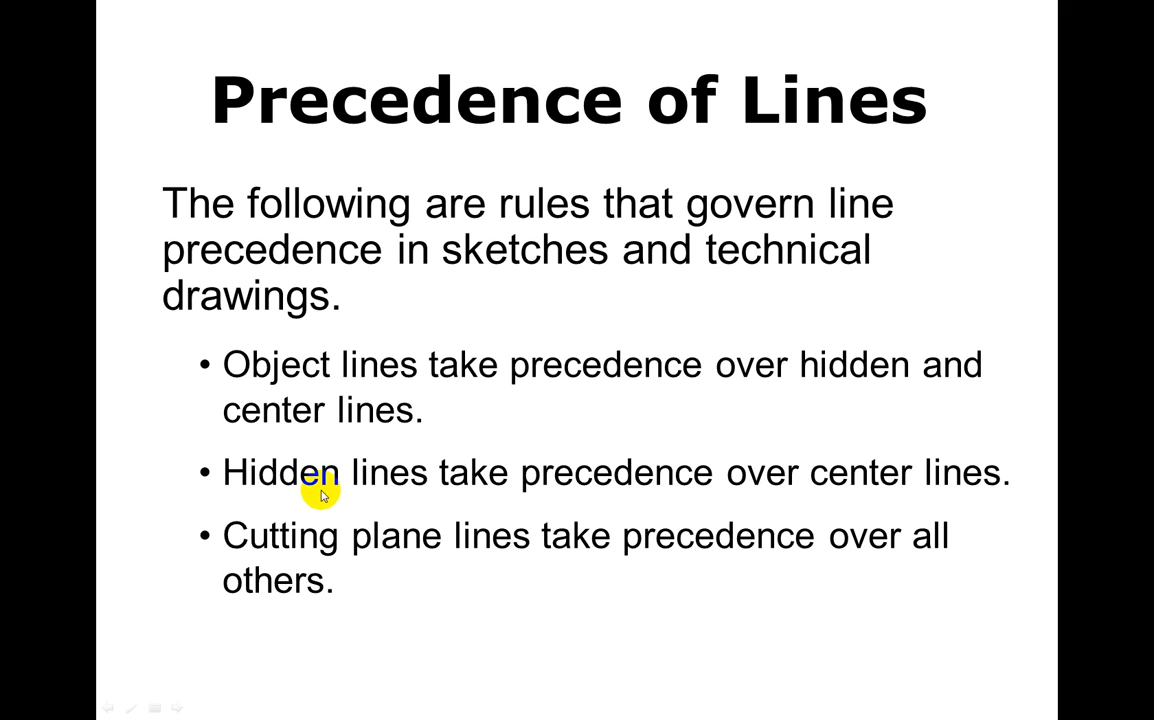 Precedence of Lines
The following are rules that govern line
precedence in sketches and technical
drawings.
• Object lines take precedence over hidden and
center lines.
• Hidden lines take precedence over center lines.
• Cutting plane lines take precedence over all
others.